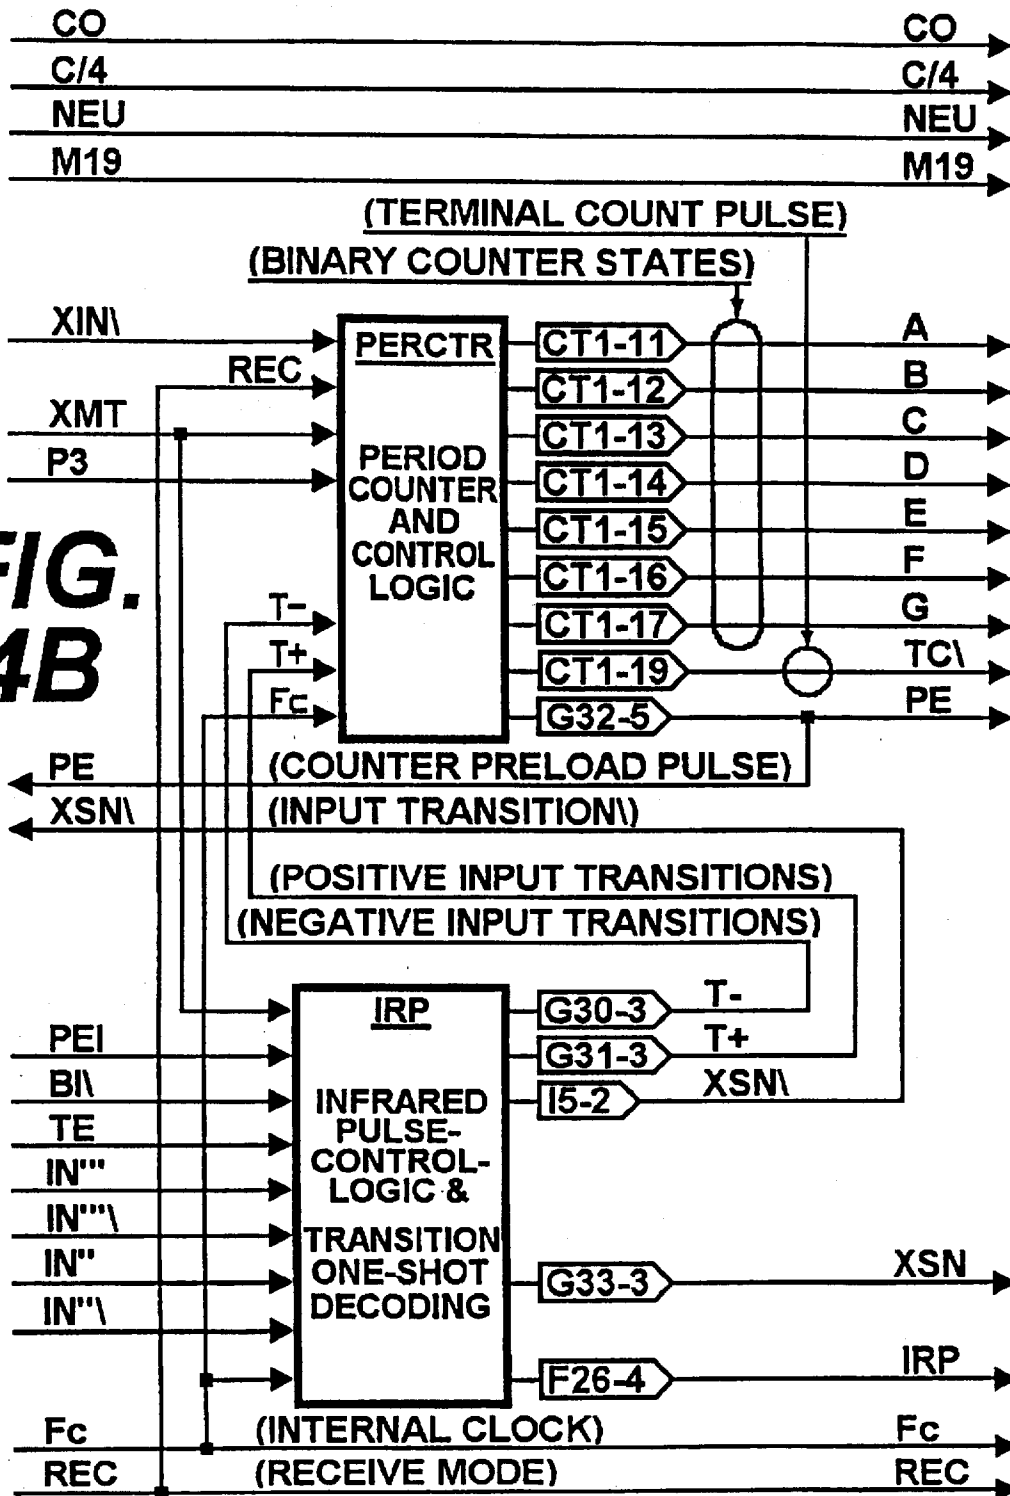 CO CO
C/4 C/4
NEU NEU
M19 M19
(TERMINAL COUNT PULSE)
(BINARY COUNTER STATES)
XIN\ PERCTR CT1-11 A
REC CT1-12 B
XMT CT1-13 C
P3 PERIOD CT1-14 D
COUNTER CT1-15 E
AND
CONTROL CT1-16 F
LOGIC
FIG.
4B
T- CT1-17 G
T+ CT1-19 TC\
Fc G32-5 PE
PE (COUNTER PRELOAD PULSE)
XSN\ (INPUT TRANSITION\)
(POSITIVE INPUT TRANSITIONS)
(NEGATIVE INPUT TRANSITIONS)
IRP G30-3 T-
PEI G31-3 T+
BI\ INFRARED I5-2 XSN\
TE PULSE-
CONTROL-
IN''' LOGIC &
IN'''\ TRANSITION
IN'' ONE-SHOT G33-3 XSN
IN''\ DECODING
F26-4 IRP
Fc (INTERNAL CLOCK) Fc
REC (RECEIVE MODE) REC